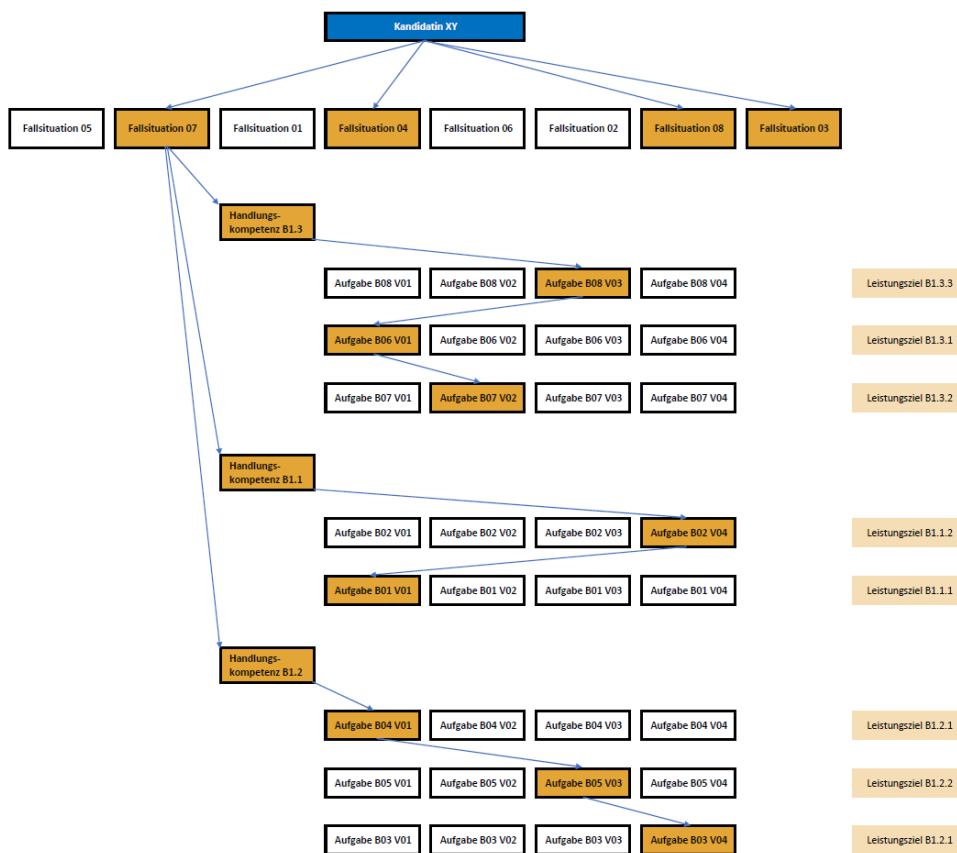 Kandidatin XY
Fallsituation 05 Fallsituation 07 Fallsituation 01 Fallsituation 04 Fallsituation 06 Fallsituation 02 Fallsituation 08 Fallsituation 03
Handlungs-
kompetenz B1.3
Aufgabe B08 V01 Aufgabe B08 V02 Aufgabe B08 V03 Aufgabe B08 V04 Leistungsziel B1.3.3
Aufgabe B06 V01 Aufgabe B06 V02 Aufgabe B06 V03 Aufgabe B06 V04 Leistungsziel B1.3.1
Aufgabe B07 V01 Aufgabe B07 V02 Aufgabe B07 V03 Aufgabe B07 V04 Leistungsziel B1.3.2
Handlungs-
kompetenz B1.1
Aufgabe B02 V01 Aufgabe B02 V02 Aufgabe B02 V03 Aufgabe B02 V04 Leistungsziel B1.1.2
Aufgabe B01 V01 Aufgabe B01 V02 Aufgabe B01 V03 Aufgabe B01 V04 Leistungsziel B1.1.1
Handlungs-
kompetenz B1.2
Aufgabe B04 V01 Aufgabe B04 V02 Aufgabe B04 V03 Aufgabe B04 V04 Leistungsziel B1.2.1
Aufgabe B05 V01 Aufgabe B05 V02 Aufgabe B05 V03 Aufgabe B05 V04 Leistungsziel B1.2.2
Aufgabe B03 V01 Aufgabe B03 V02 Aufgabe B03 V03 Aufgabe B03 V04 Leistungsziel B1.2.1